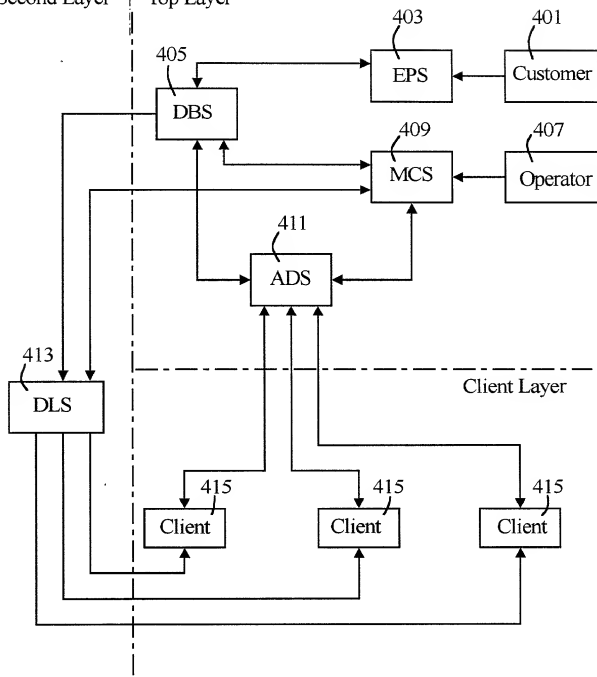 Second Layer Top Layer
403
401
405
EPS
Customer
DBS
409
407
MCS
Operator
411
ADS
413
Client Layer
DLS
415
415
415
Client
Client
Client